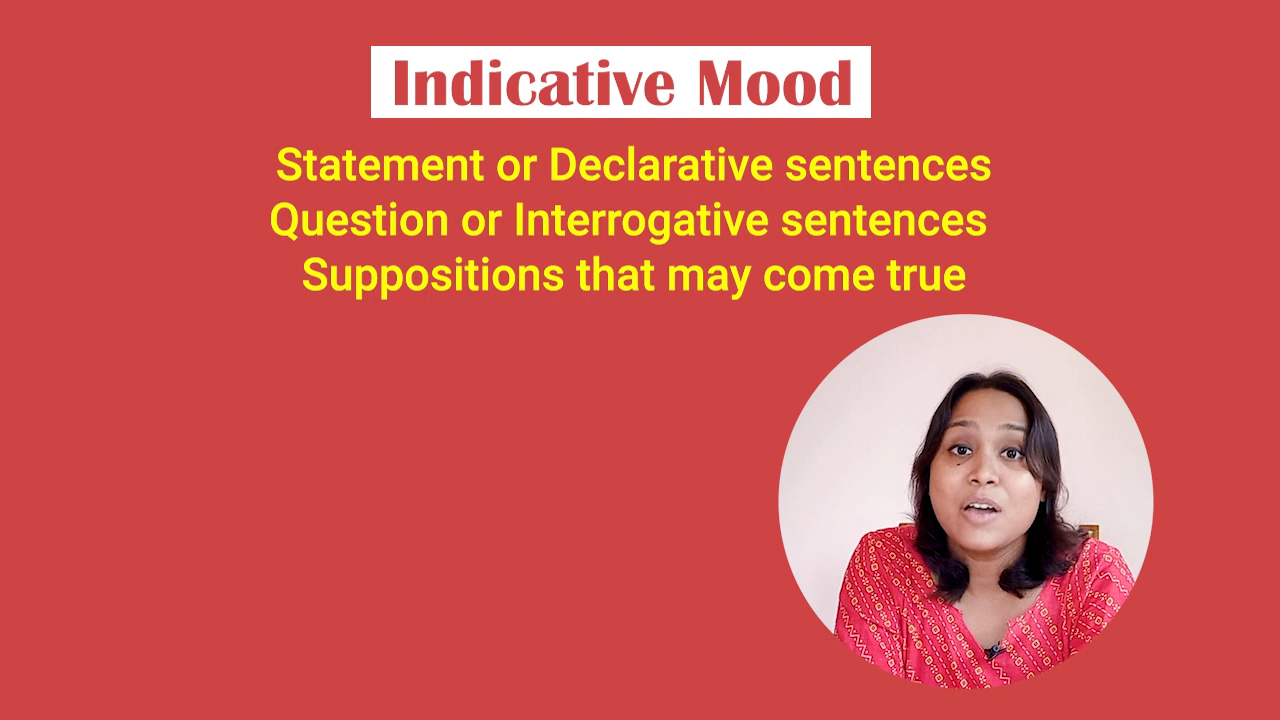 Indicative Mood
Statement or Declarative sentences
Question or Interrogative sentences
Suppositions that may come true